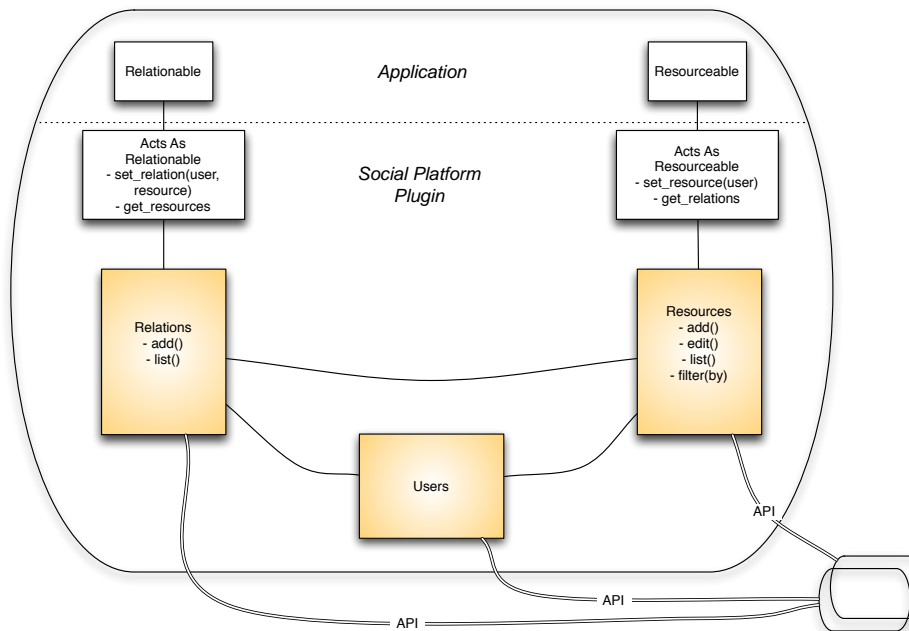 Relationable
Application
Resourceable
Acts As
Relationable
- set_relation(user,
resource)
- get_resources
Social Platform
Plugin
Acts As
Resourceable
- set_resource(user)
- get_relations
Relations
- add()
- list()
Resources
- add()
- edit()
- list()
- filter(by)
Users
API
API
API